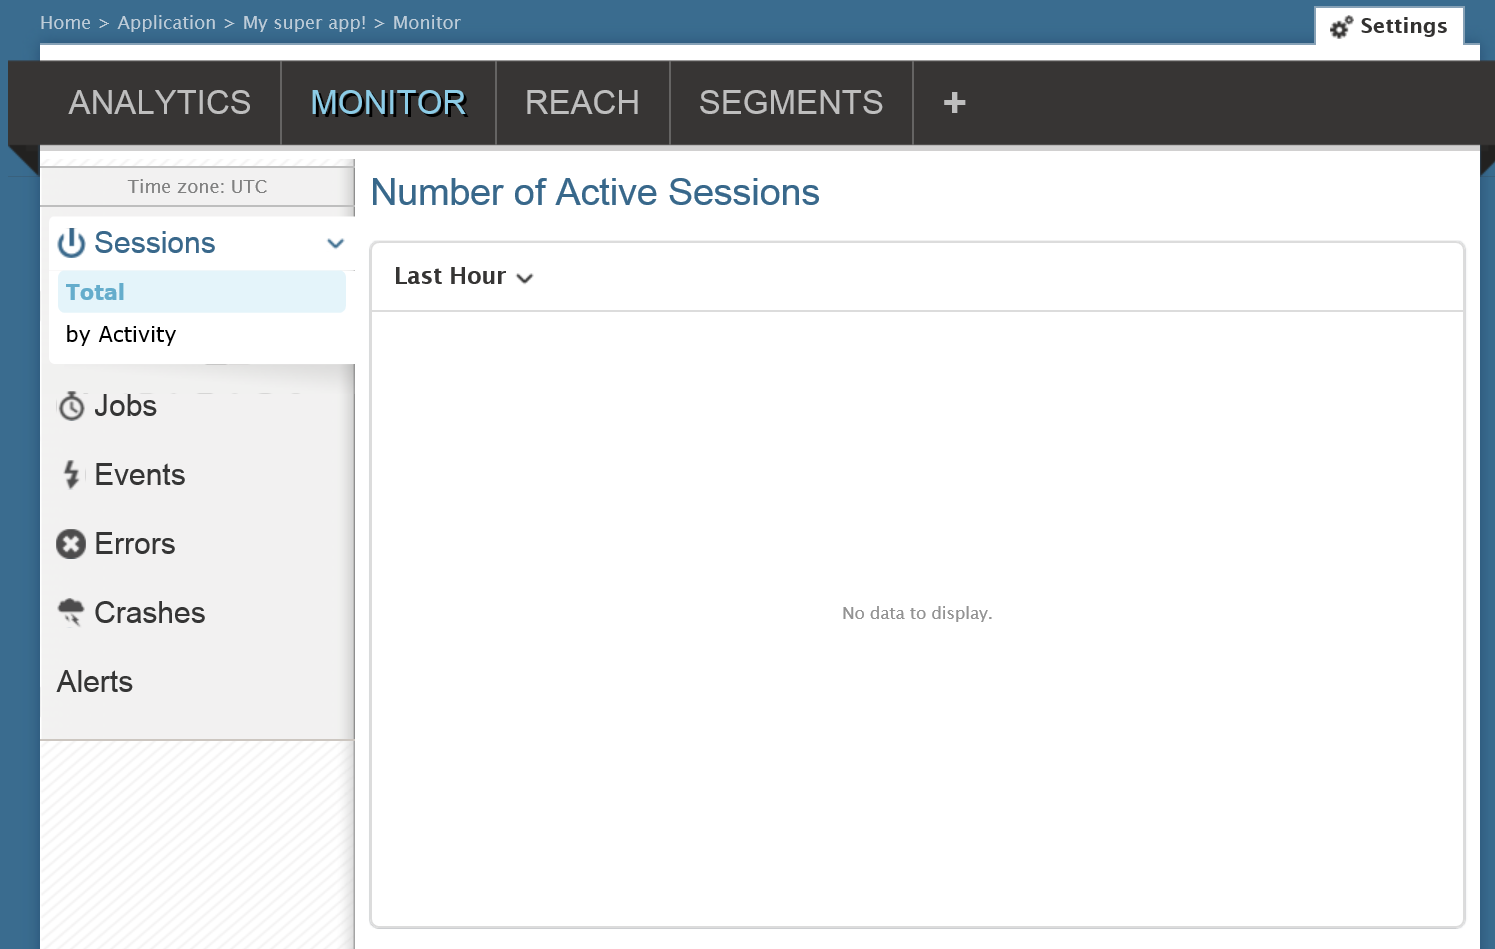 Home > Application > My super app! > Monitor
Settings
ANALYTICS MONITOR REACH SEGMENTS +
Time zone: UTC
Number of Active Sessions
Sessions
Last Hour
Total
by Activity
Jobs
Events
Errors
No data to display.
Crashes
Alerts